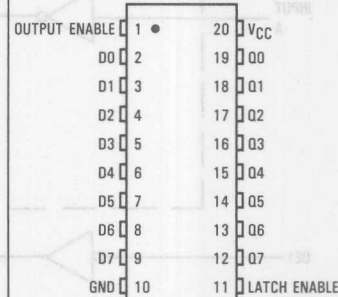 OUTPUT ENABLE 1 20 VCC
D0 2 19 Q0
D1 3 18 Q1
D2 4 17 Q2
D3 5 16 Q3
D4 6 15 Q4
D5 7 14 Q5
D6 8 13 Q6
D7 9 12 Q7
GND 10 11 LATCH ENABLE